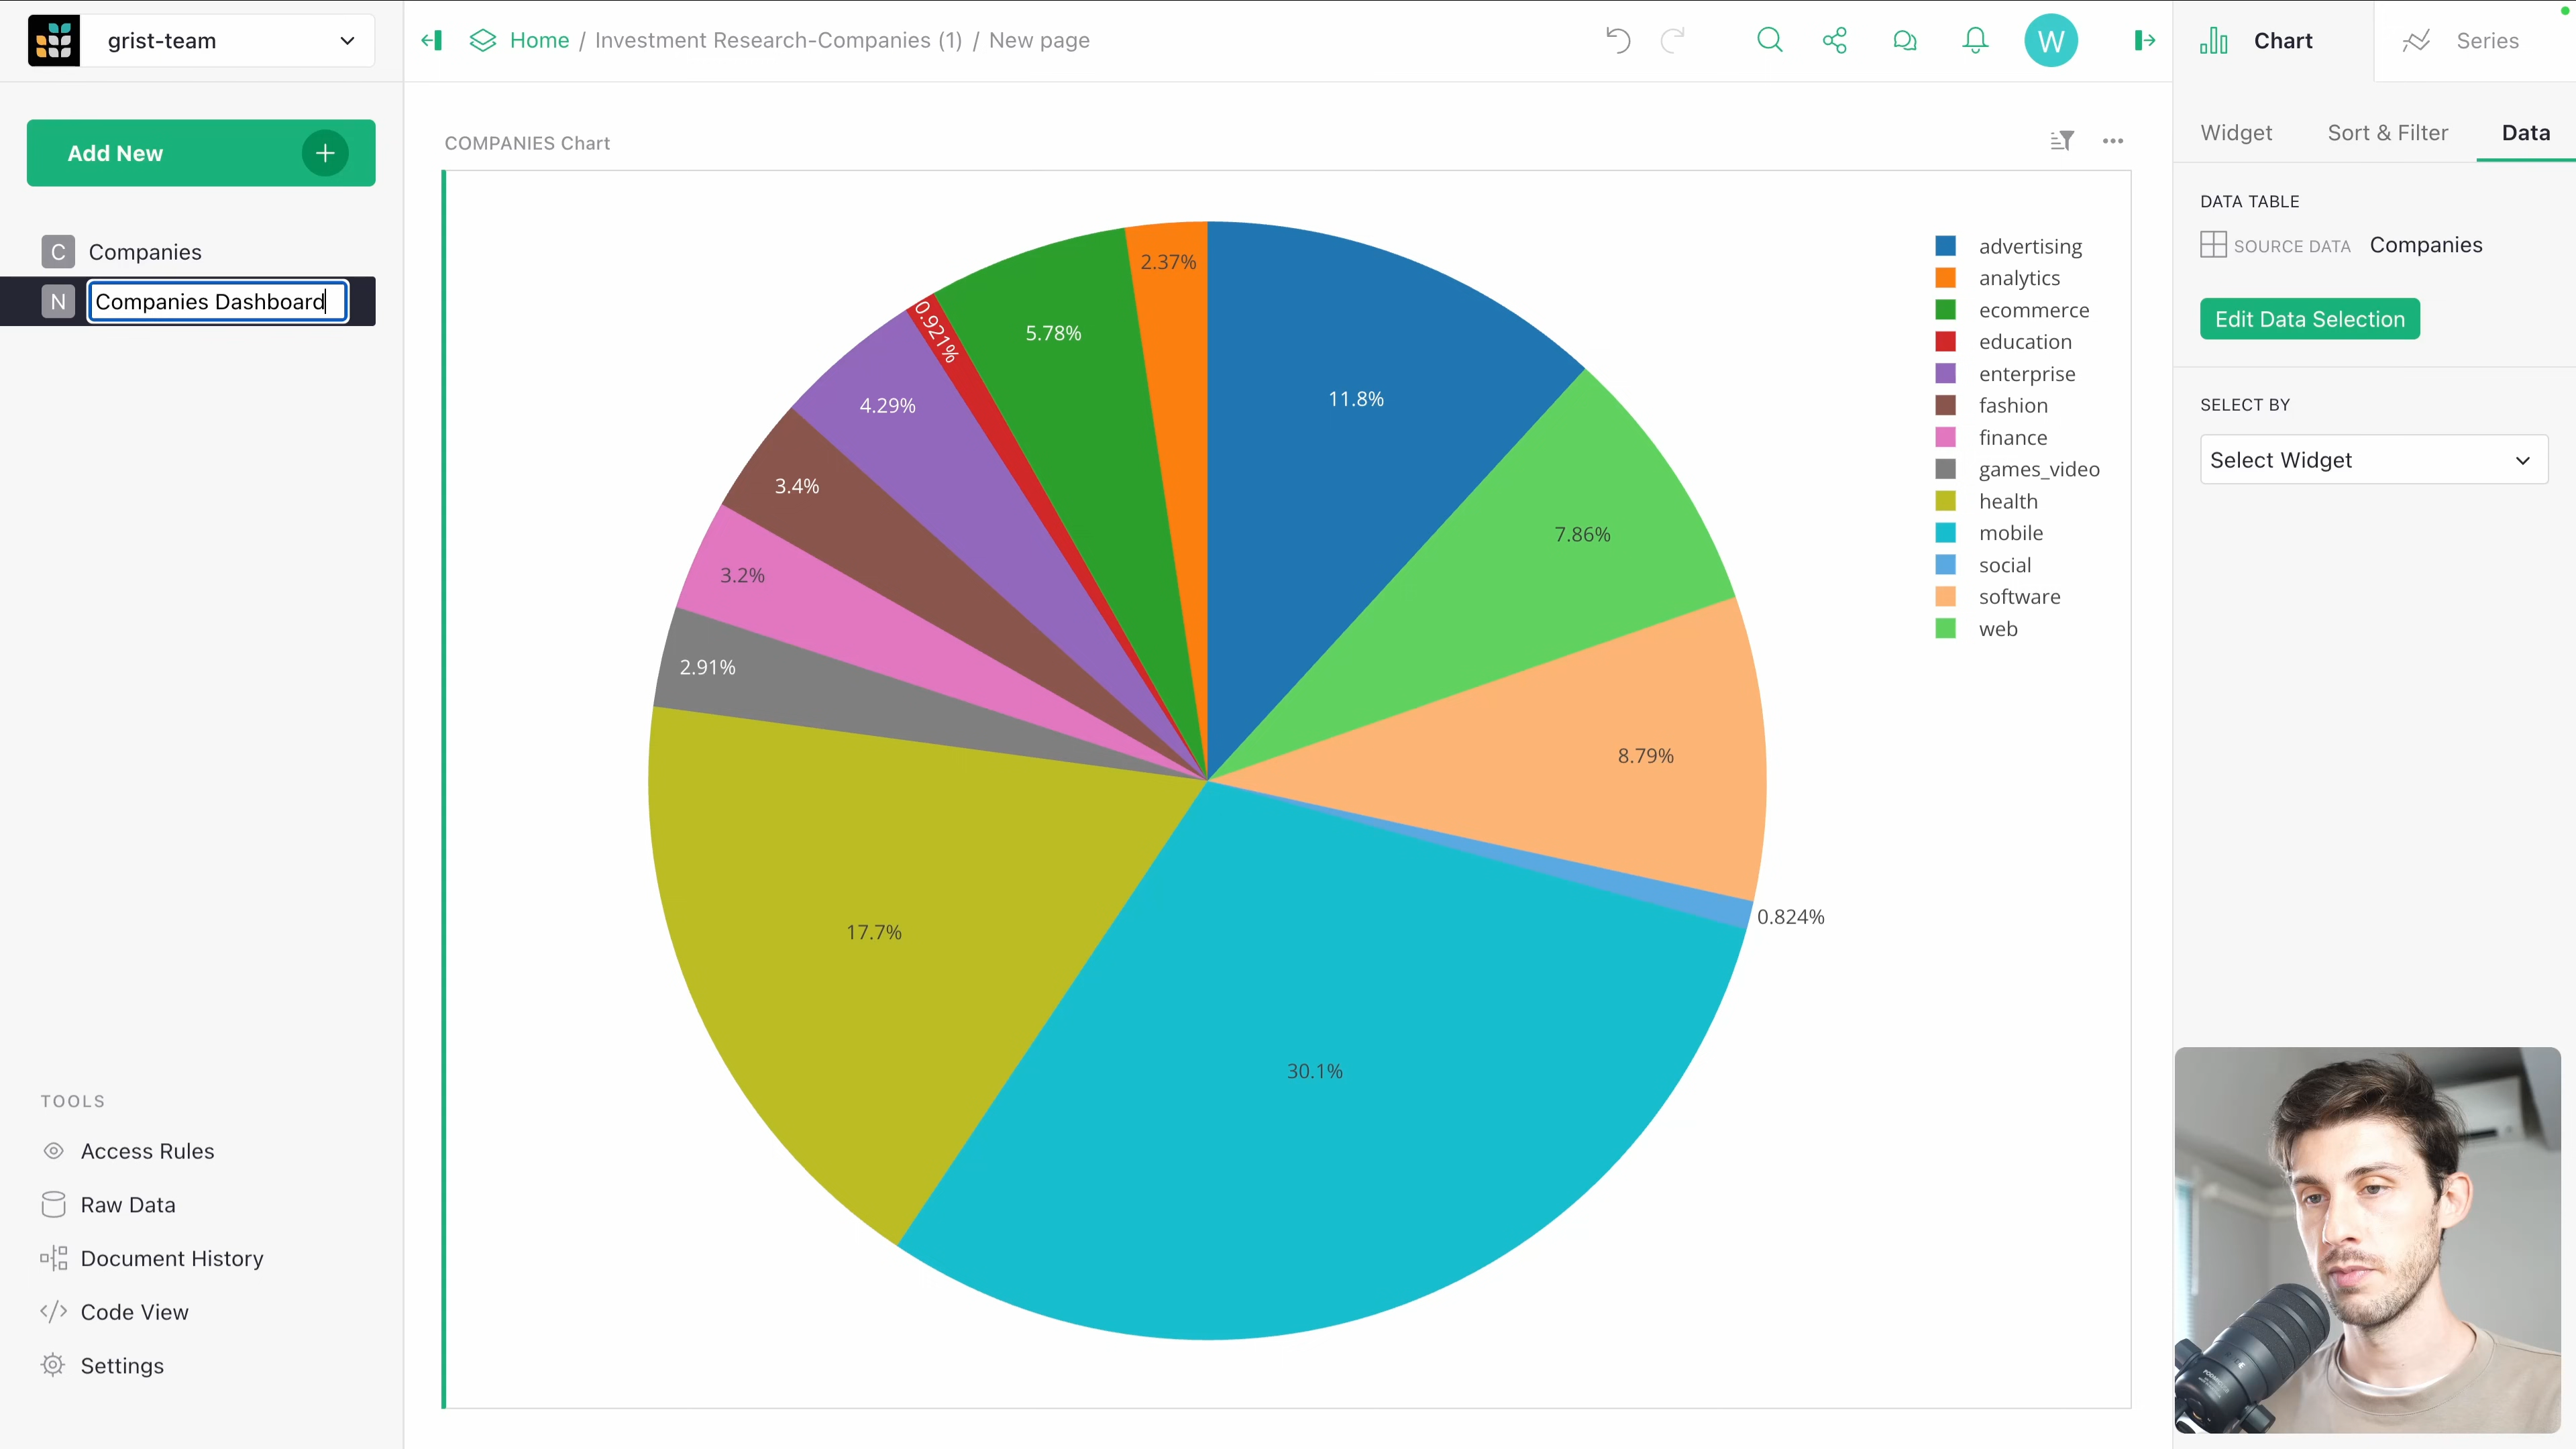 grist-team
Home / Investment Research-Companies (1) / New page
W
Chart
Series
Add New
C Companies
N Companies Dashboard
TOOLS
Access Rules
Raw Data
Document History
Code View
Settings
COMPANIES Chart
2.37%
11.8%
0.921%
5.78%
4.29%
3.4%
7.86%
3.2%
2.91%
8.79%
0.824%
17.7%
30.1%
advertising
analytics
ecommerce
education
enterprise
fashion
finance
games_video
health
mobile
social
software
web
Widget
Sort & Filter
Data
DATA TABLE
SOURCE DATA Companies
Edit Data Selection
SELECT BY
Select Widget